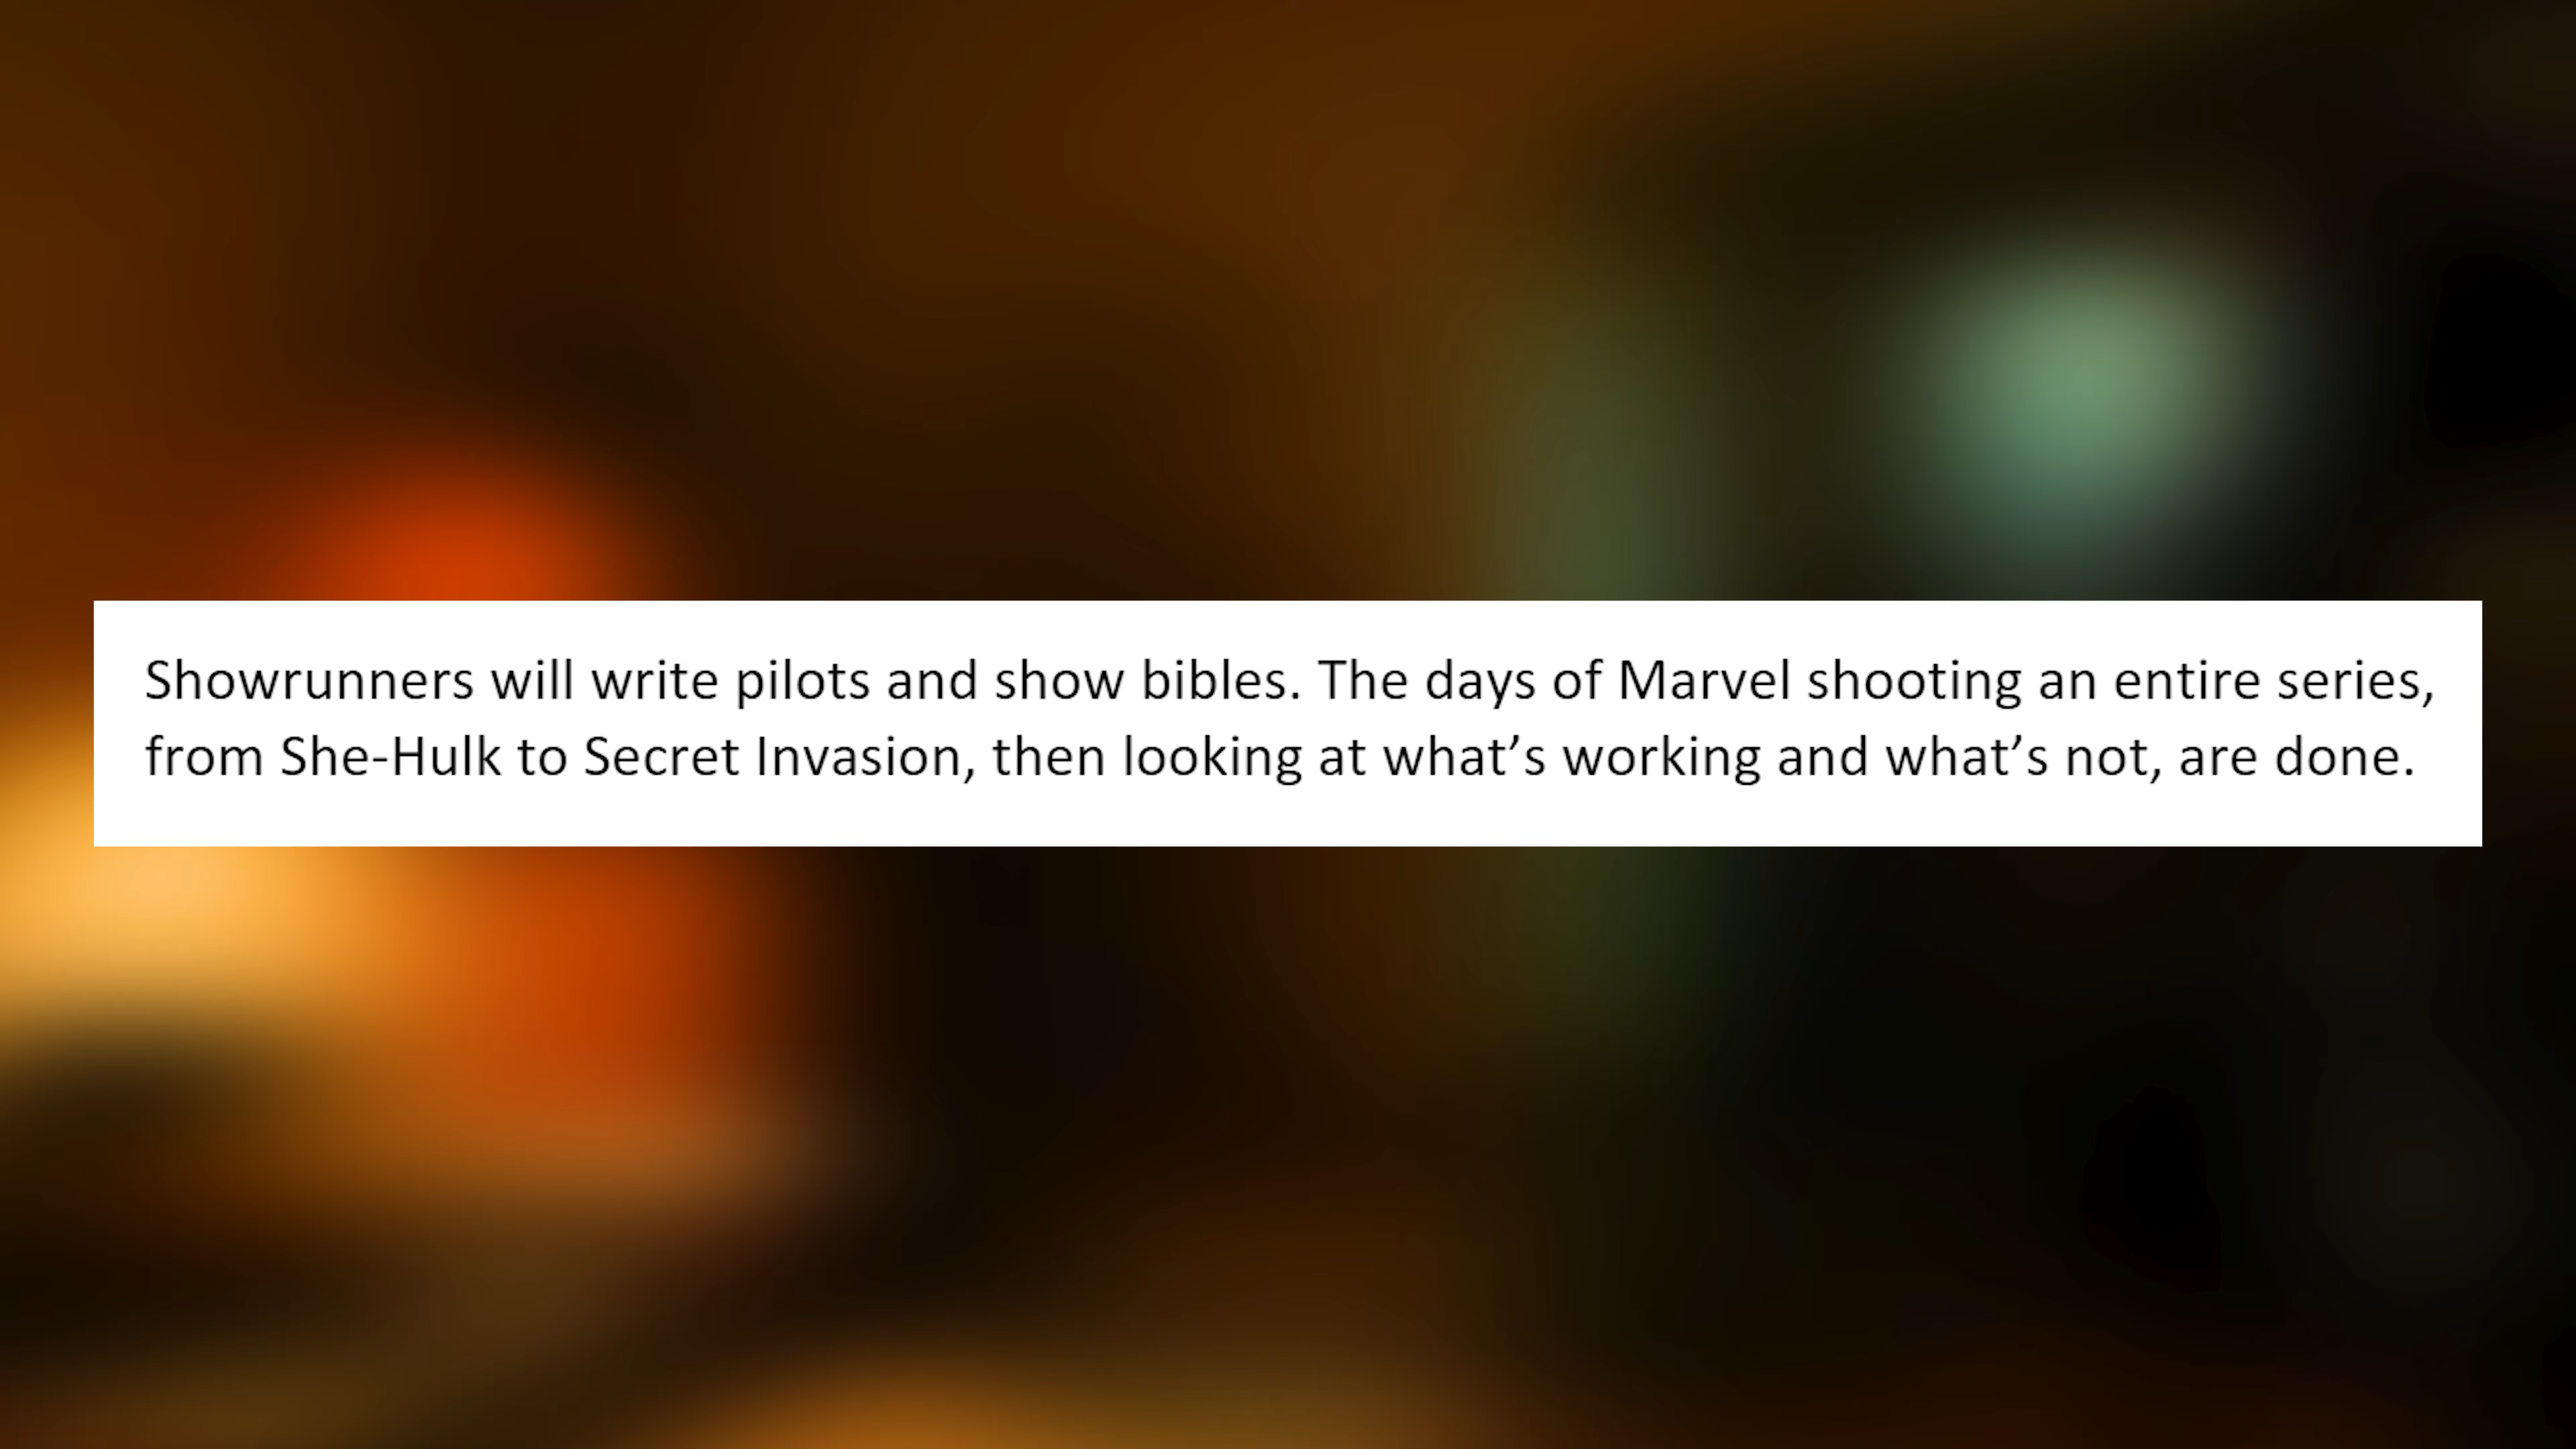 Showrunners will write pilots and show bibles. The days of Marvel shooting an entire series,
from She-Hulk to Secret Invasion, then looking at what’s working and what’s not, are done.